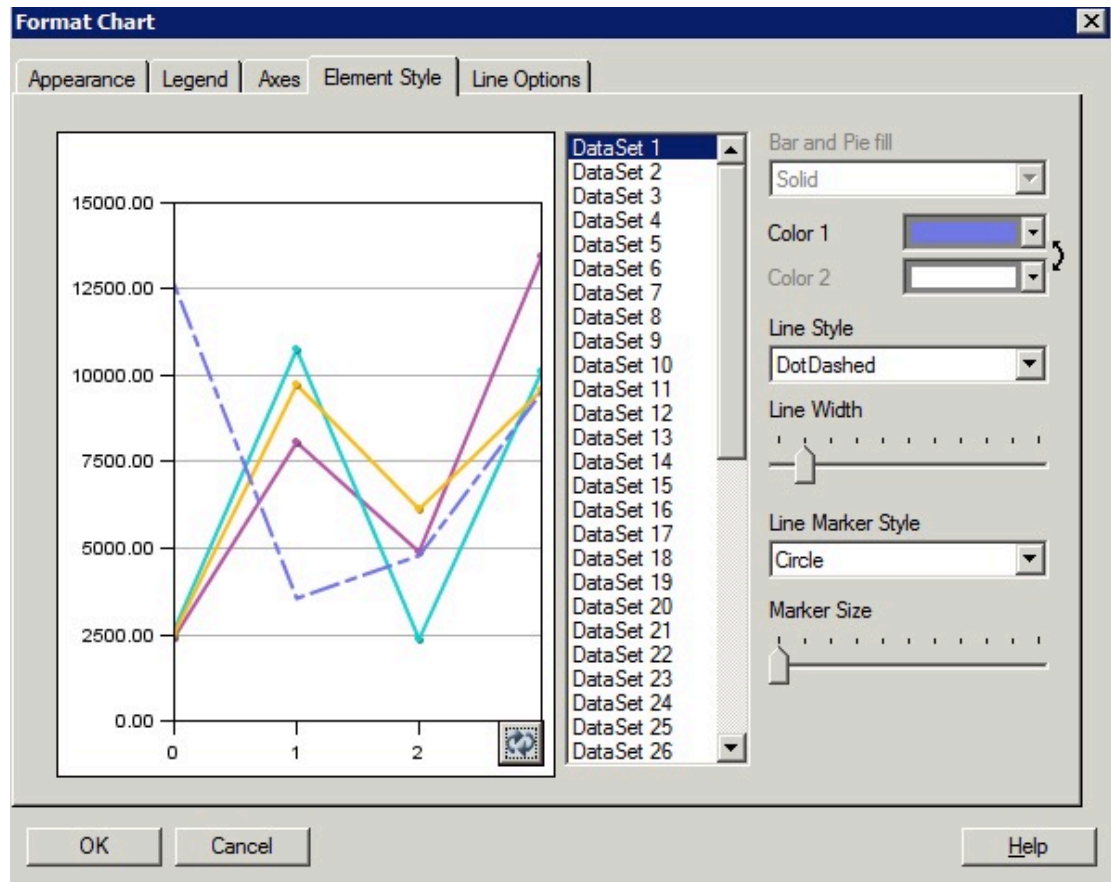 Format Chart
Appearance Legend Axes Element Style Line Options
15000.00
12500.00
10000.00
7500.00
5000.00
2500.00
0.00
0 1 2
DataSet 1
DataSet 2
DataSet 3
DataSet 4
DataSet 5
DataSet 6
DataSet 7
DataSet 8
DataSet 9
DataSet 10
DataSet 11
DataSet 12
DataSet 13
DataSet 14
DataSet 15
DataSet 16
DataSet 17
DataSet 18
DataSet 19
DataSet 20
DataSet 21
DataSet 22
DataSet 23
DataSet 24
DataSet 25
DataSet 26
Bar and Pie fill
Solid
Color 1
Color 2
Line Style
DotDashed
Line Width
Line Marker Style
Circle
Marker Size
OK Cancel Help